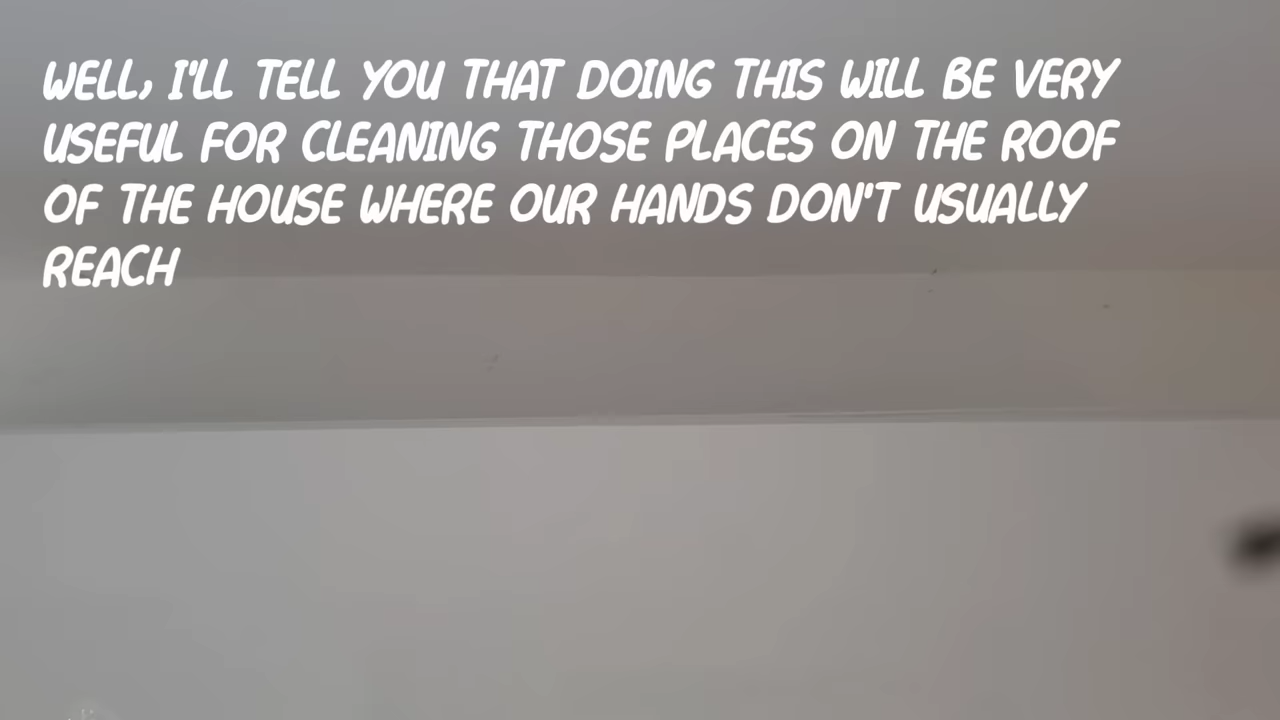 WELL, I'LL TELL YOU THAT DOING THIS WILL BE VERY
USEFUL FOR CLEANING THOSE PLACES ON THE ROOF
OF THE HOUSE WHERE OUR HANDS DON'T USUALLY
REACH